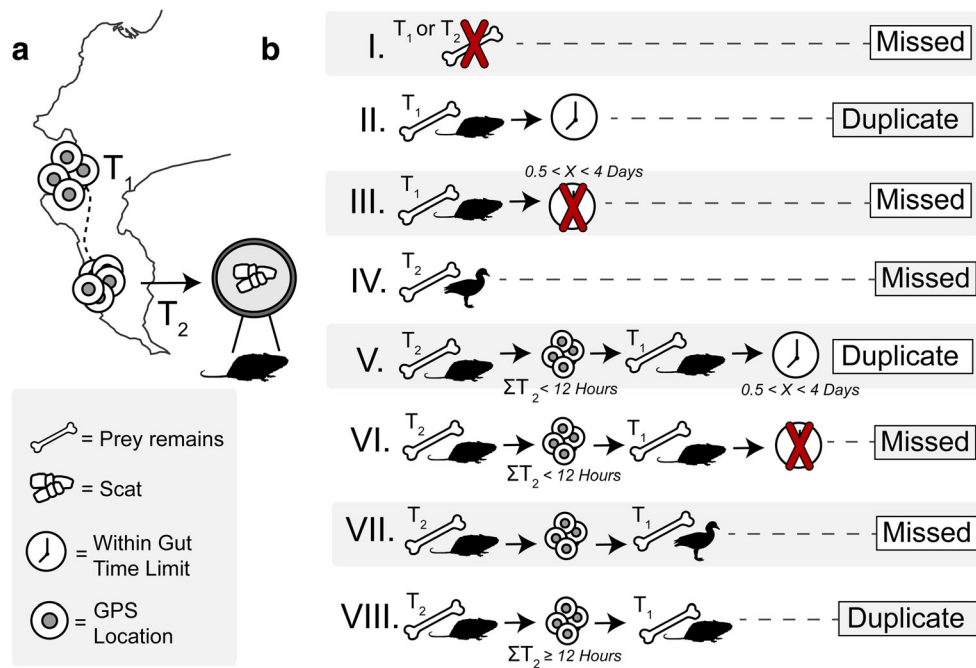 a
T1
T2
= Prey remains
= Scat
= Within Gut
Time Limit
= GPS
Location
b
I. T1 or T2 Missed
II. T1 Duplicate
0.5 < X < 4 Days
III. T1 Missed
IV. T2 Missed
V. T2 T1 Duplicate
ΣT2 < 12 Hours 0.5 < X < 4 Days
VI. T2 T1 Missed
ΣT2 < 12 Hours
VII. T2 T1 Missed
VIII. T2 T1 Duplicate
ΣT2 ≥ 12 Hours